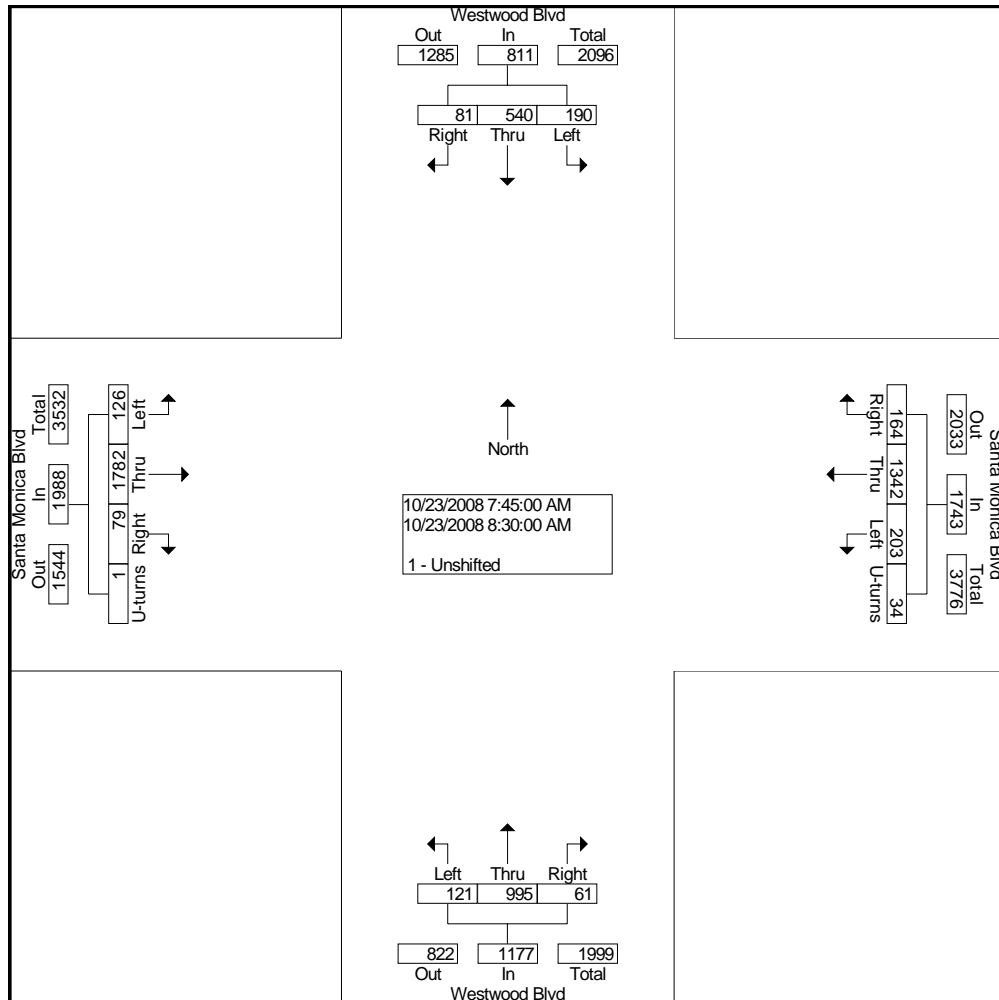 Westwood Blvd
Out In Total
1285 811 2096
81 540 190
Right Thru Left
Santa Monica Blvd
Total In Out
3532 1988 1544
126 1782 79 1
Left Thru Right U-turns
North
10/23/2008 7:45:00 AM
10/23/2008 8:30:00 AM
1 - Unshifted
Right Thru Left U-turns
164 1342 203 34
Out In Total
2033 1743 3776
Santa Monica Blvd
Left Thru Right
121 995 61
822 1177 1999
Out In Total
Westwood Blvd